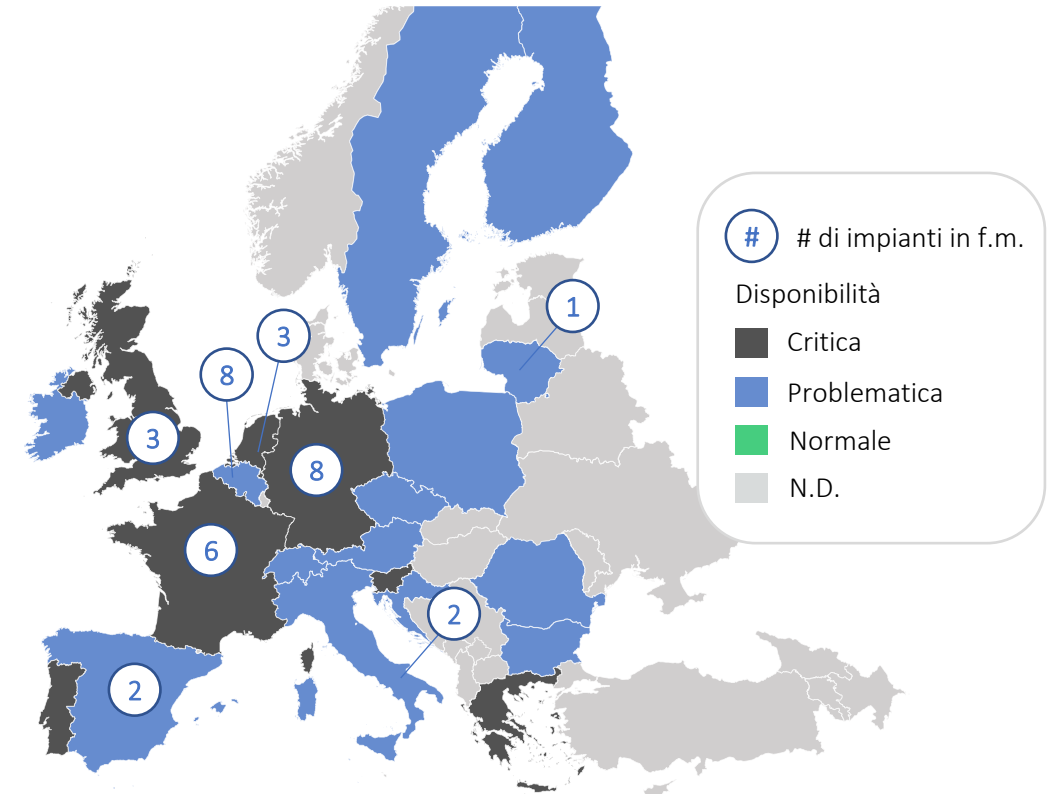 # # di impianti in f.m.
Disponibilità
1
3
Critica
8
Problematica
3
Normale
8
N.D.
6
2
2